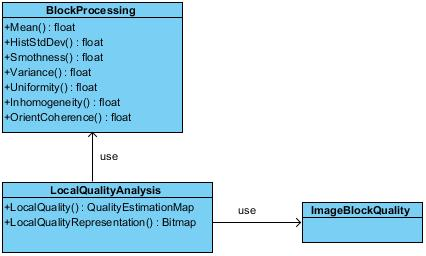 BlockProcessing
+Mean() : float
+HistStdDev() : float
+Smothness() : float
+Variance() : float
+Uniformity() : float
+Inhomogeneity() : float
+OrientCoherence() : float
use
LocalQualityAnalysis
+LocalQuality() : QualityEstimationMap
+LocalQualityRepresentation() : Bitmap
use
ImageBlockQuality